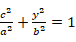 c²/a² + y²/b² = 1